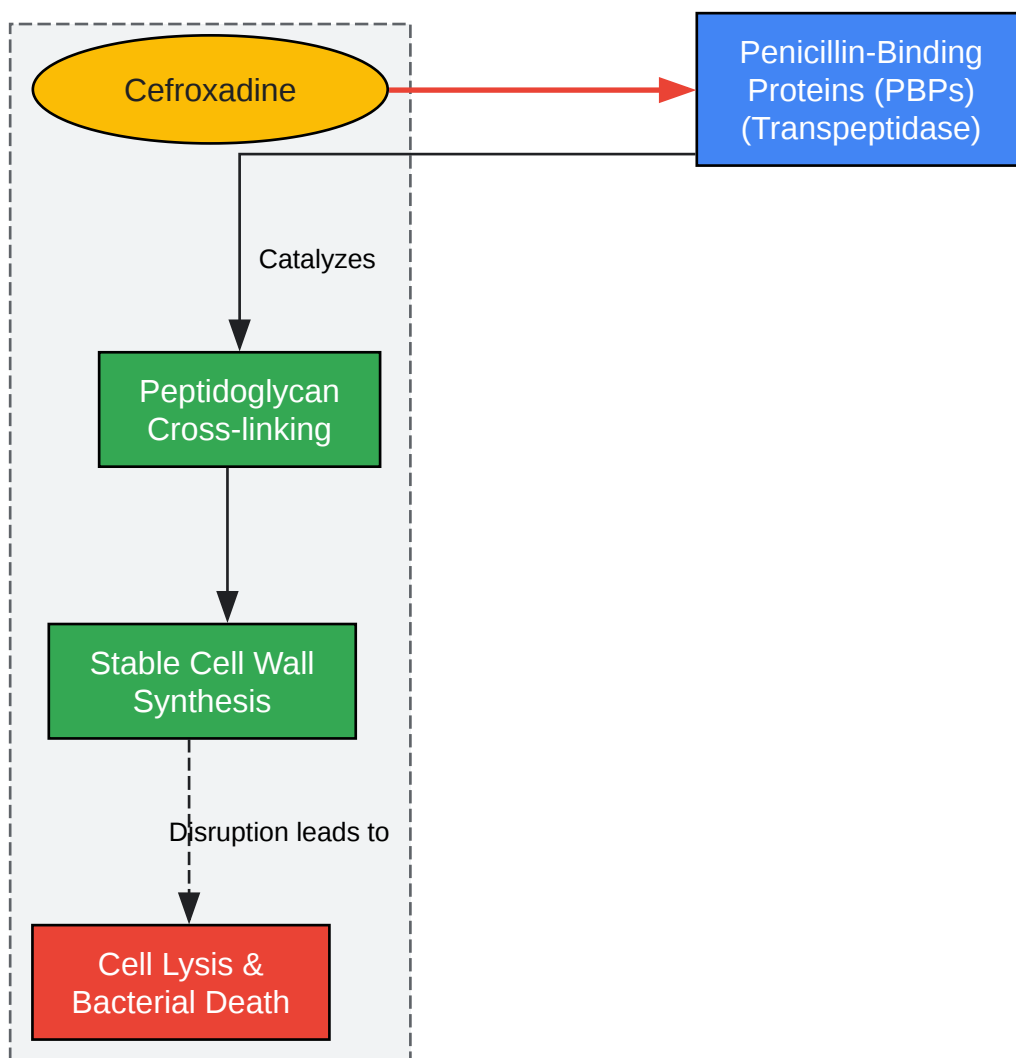 Cefroxadine
Penicillin-Binding
Proteins (PBPs)
(Transpeptidase)
Catalyzes
Peptidoglycan
Cross-linking
Stable Cell Wall
Synthesis
Disruption leads to
Cell Lysis &
Bacterial Death